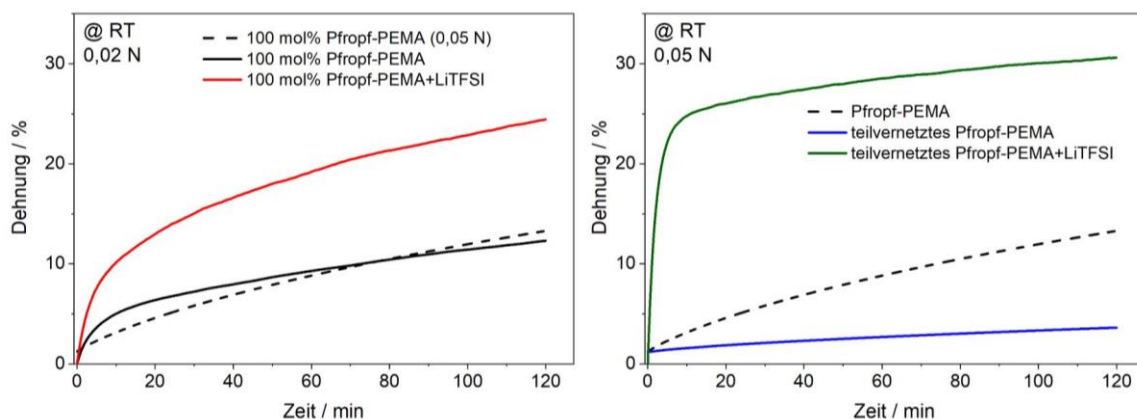 @ RT
0,02 N
100 mol% Pfropf-PEMA (0,05 N)
100 mol% Pfropf-PEMA
100 mol% Pfropf-PEMA+LiTFSI
Dehnung / %
30
20
10
0
0 20 40 60 80 100 120
Zeit / min
@ RT
0,05 N
Pfropf-PEMA
teilvernetztes Pfropf-PEMA
teilvernetztes Pfropf-PEMA+LiTFSI
Dehnung / %
30
20
10
0
0 20 40 60 80 100 120
Zeit / min